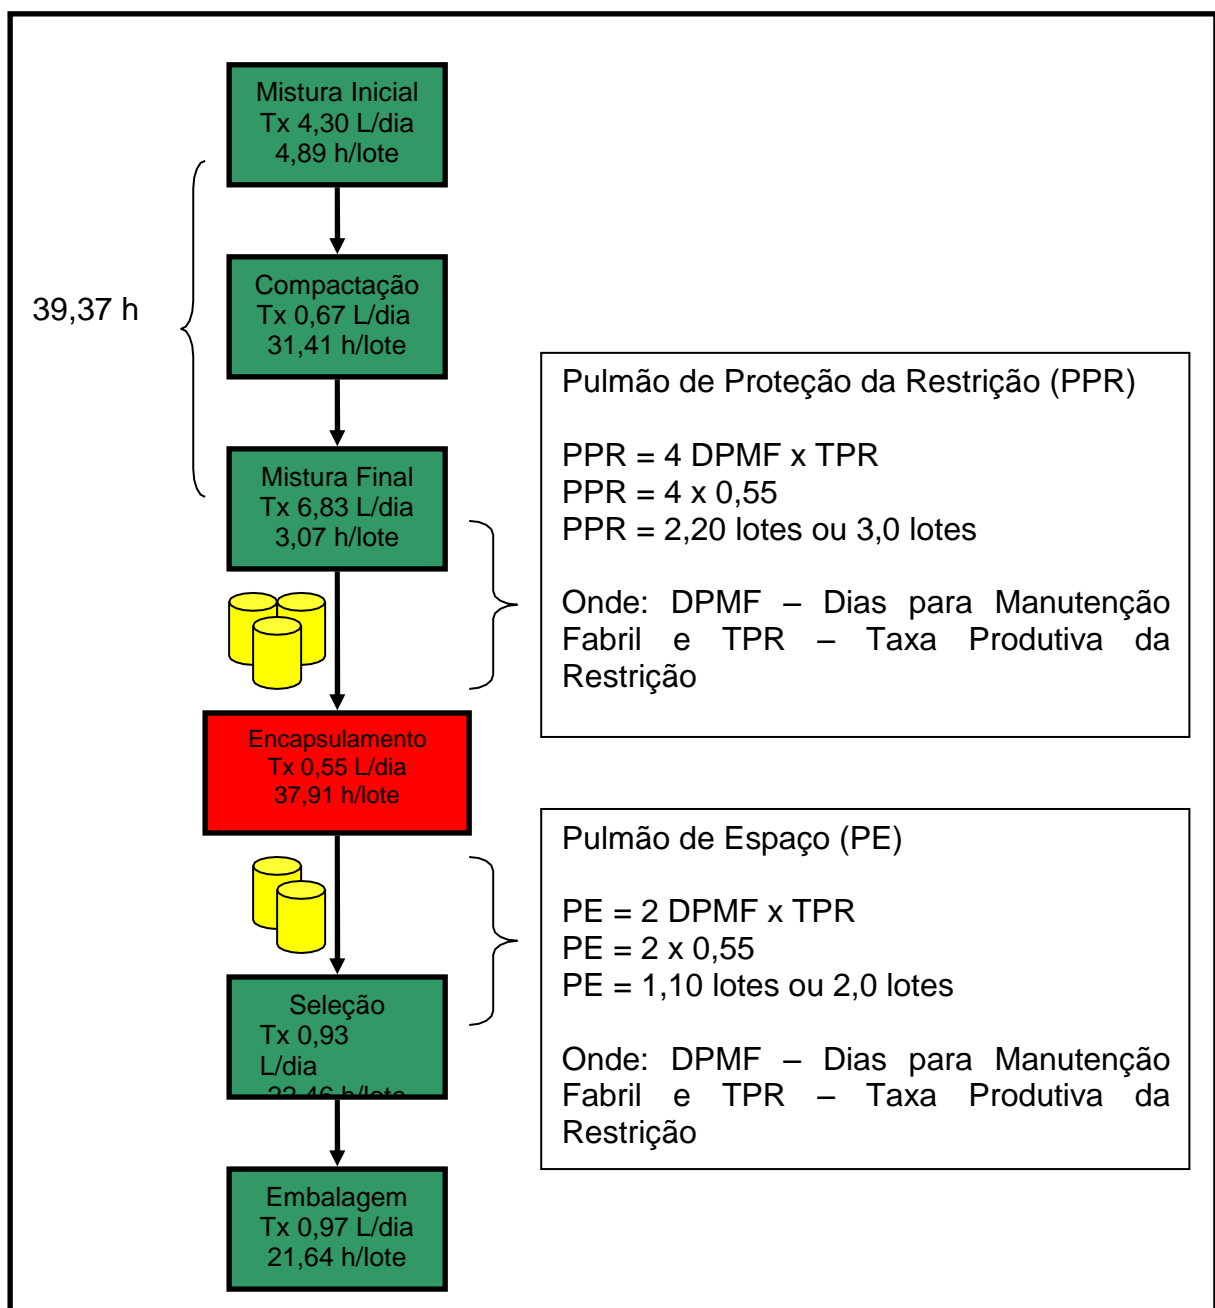 Mistura Inicial
Tx 4,30 L/dia
4,89 h/lote
39,37 h
Compactação
Tx 0,67 L/dia
31,41 h/lote
Mistura Final
Tx 6,83 L/dia
3,07 h/lote
Pulmão de Proteção da Restrição (PPR)
PPR = 4 DPMF x TPR
PPR = 4 x 0,55
PPR = 2,20 lotes ou 3,0 lotes
Onde: DPMF – Dias para Manutenção
Fabril e TPR – Taxa Produtiva da
Restrição
Encapsulamento
Tx 0,55 L/dia
37,91 h/lote
Pulmão de Espaço (PE)
PE = 2 DPMF x TPR
PE = 2 x 0,55
PE = 1,10 lotes ou 2,0 lotes
Onde: DPMF – Dias para Manutenção
Fabril e TPR – Taxa Produtiva da
Restrição
Seleção
Tx 0,93
L/dia
22,46 h/lote
Embalagem
Tx 0,97 L/dia
21,64 h/lote